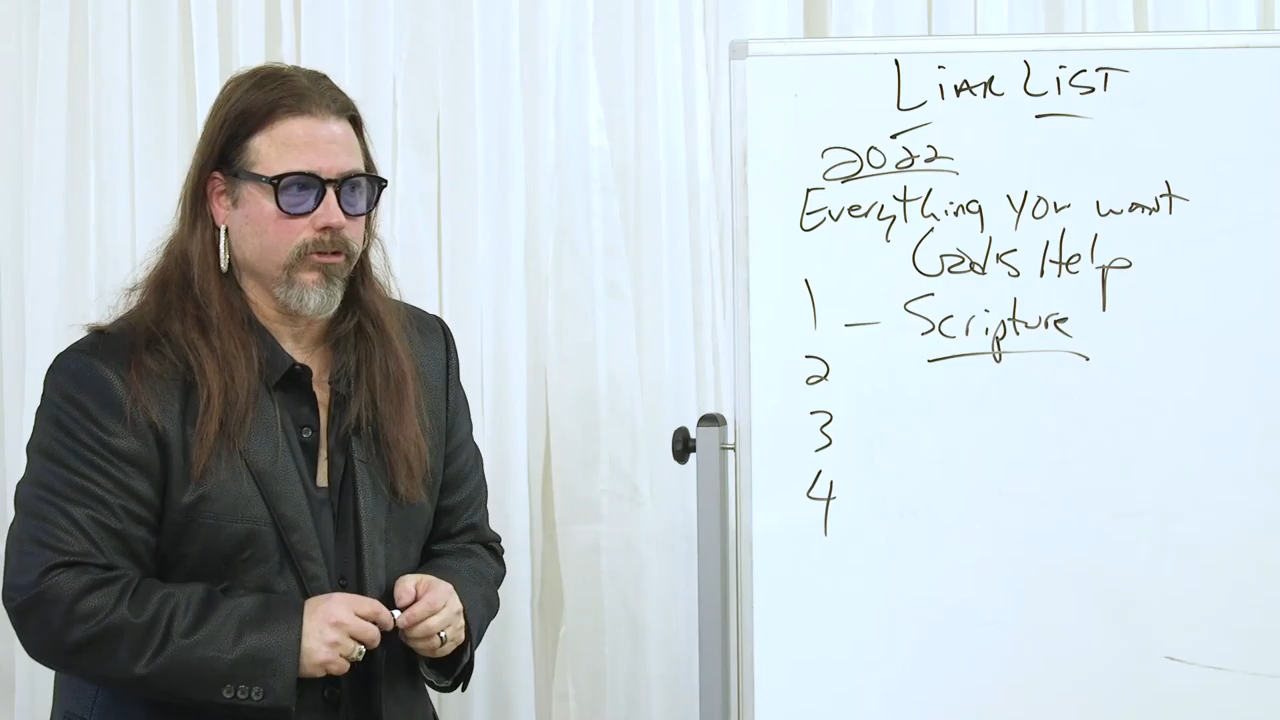 LiAR LiST
2022
Everything you want
God's Help
1 – Scripture
2
3
4